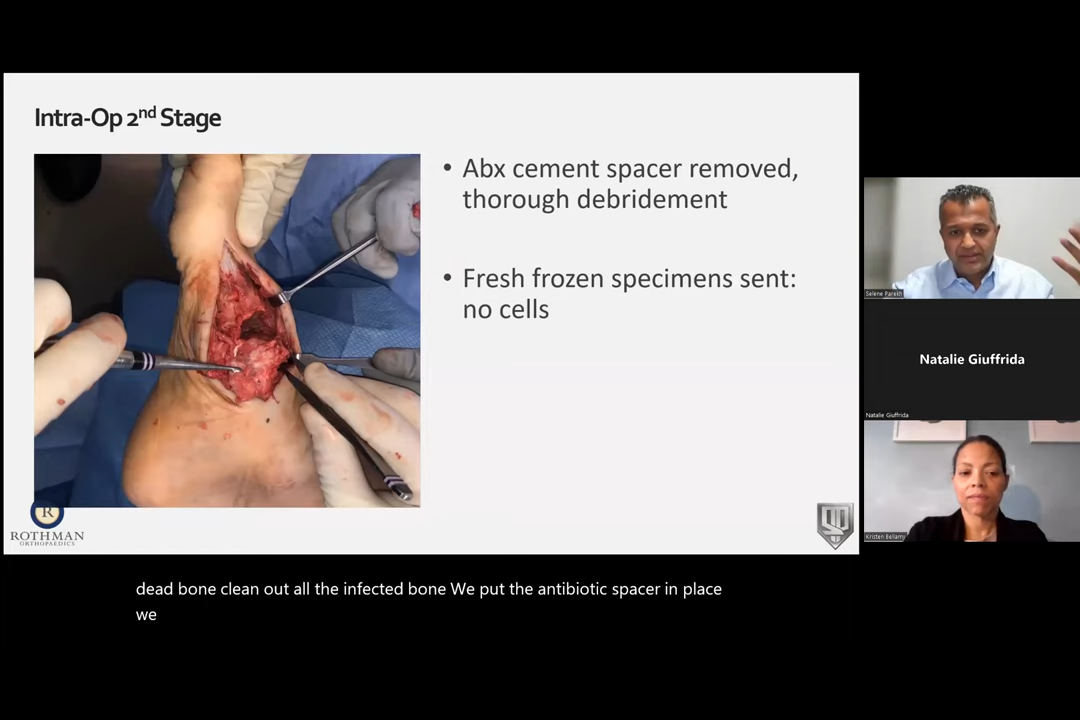 Intra-Op 2nd Stage
• Abx cement spacer removed,
thorough debridement
• Fresh frozen specimens sent:
no cells
R
ROTHMAN
ORTHOPAEDICS
Selene Parekh
Natalie Giuffrida
Natalie Giuffrida
Kristen Bellamy
dead bone clean out all the infected bone We put the antibiotic spacer in place
we